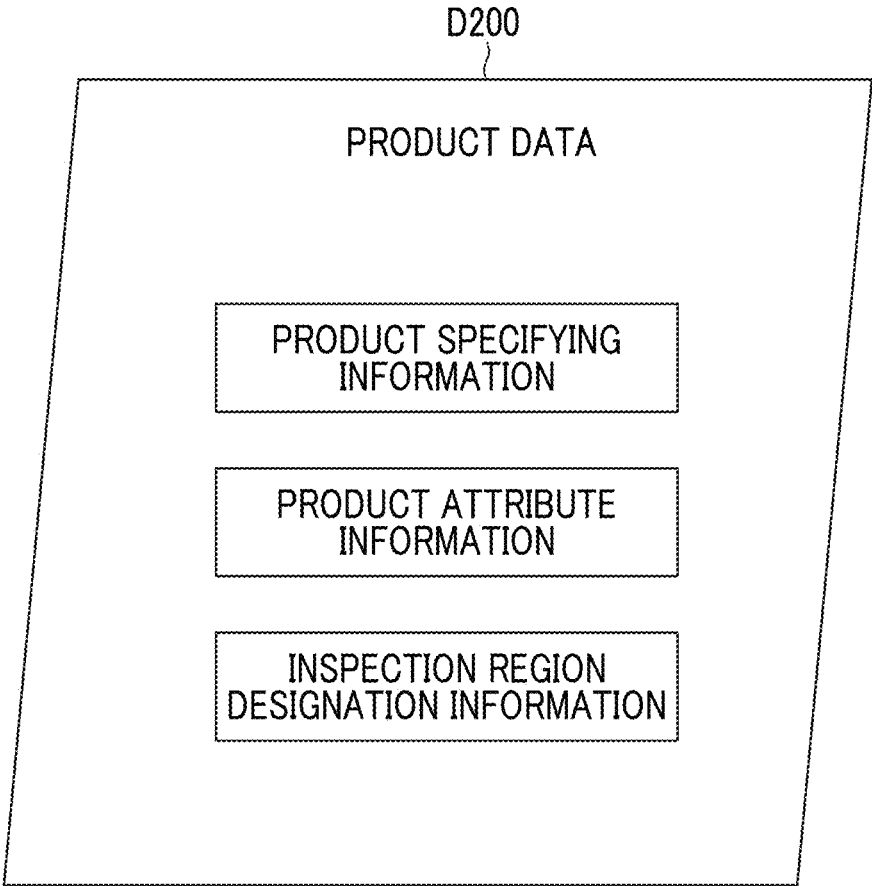 D200
PRODUCT DATA
PRODUCT SPECIFYING
INFORMATION
PRODUCT ATTRIBUTE
INFORMATION
INSPECTION REGION
DESIGNATION INFORMATION